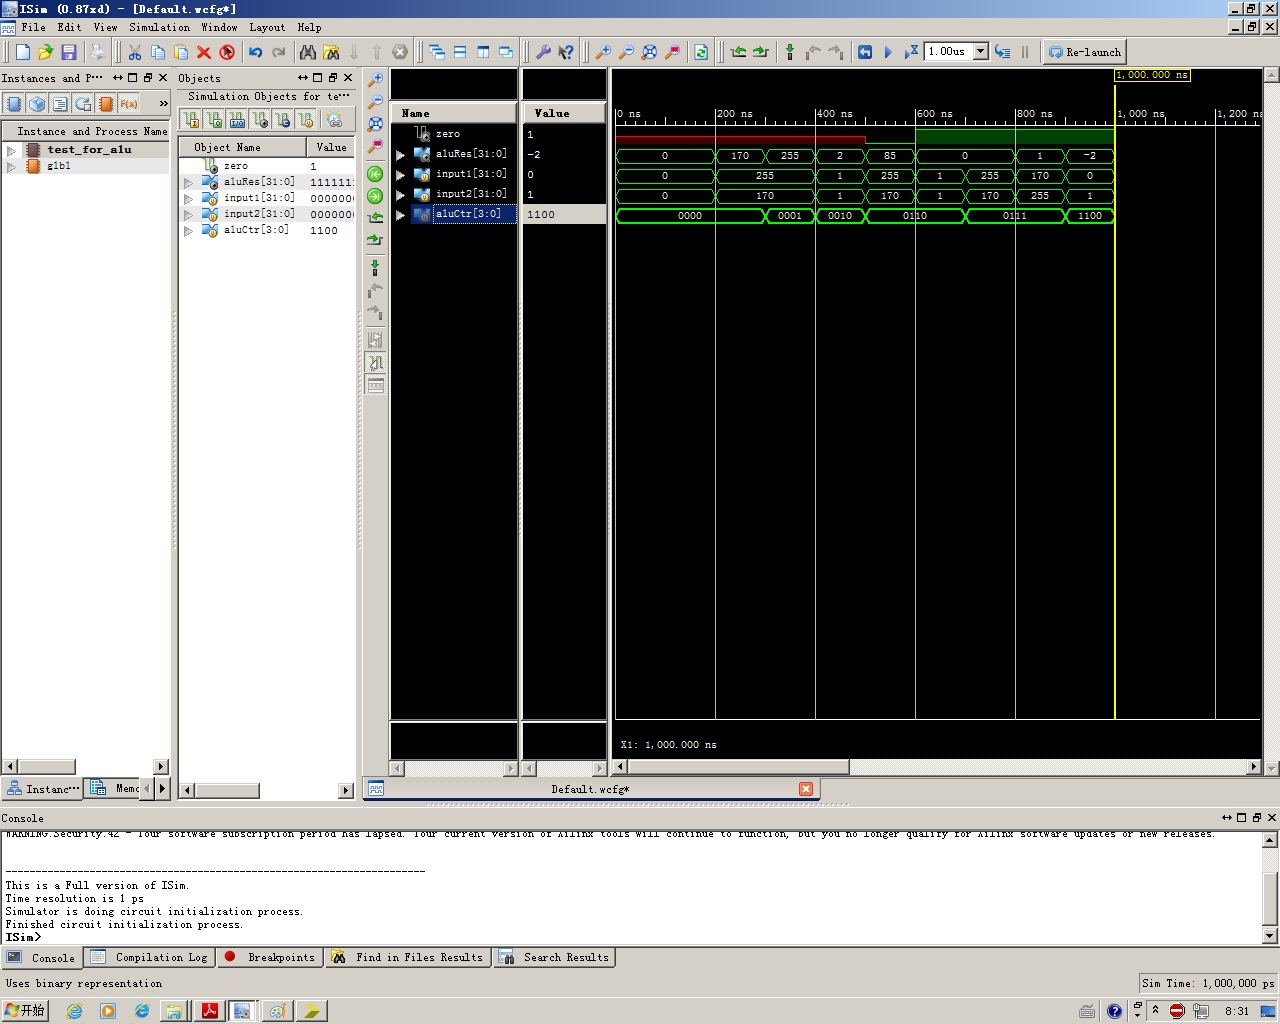 ISim (0.87xd) - [Default.wcfg*]
File Edit View Simulation Window Layout Help
1.00us Re-launch
Instances and P···
Objects
Simulation Objects for te···
Instance and Process Name
test_for_alu
glbl
Object Name Value
zero 1
aluRes[31:0] 1111111
input1[31:0] 000000
input2[31:0] 000000
aluCtr[3:0] 1100
Name Value
zero 1
aluRes[31:0] -2
input1[31:0] 0
input2[31:0] 1
aluCtr[3:0] 1100
1,000.000 ns
0 ns 200 ns 400 ns 600 ns 800 ns 1,000 ns 1,200 ns
0 170 255 2 85 0 1 -2
0 255 1 255 1 255 170 0
0 170 1 170 1 170 255 1
0000 0001 0010 0110 0111 1100
X1: 1,000.000 ns
Instanc··· Memo
Default.wcfg*
Console
WARNING:Security:42 - Your software subscription period has lapsed. Your current version of Xilinx tools will continue to function, but you no longer qualify for Xilinx software updates or new releases.
----------------------------------------------------------------------
This is a Full version of ISim.
Time resolution is 1 ps
Simulator is doing circuit initialization process.
Finished circuit initialization process.
ISim>
Console Compilation Log Breakpoints Find in Files Results Search Results
Uses binary representation
Sim Time: 1,000,000 ps
开始
8:31